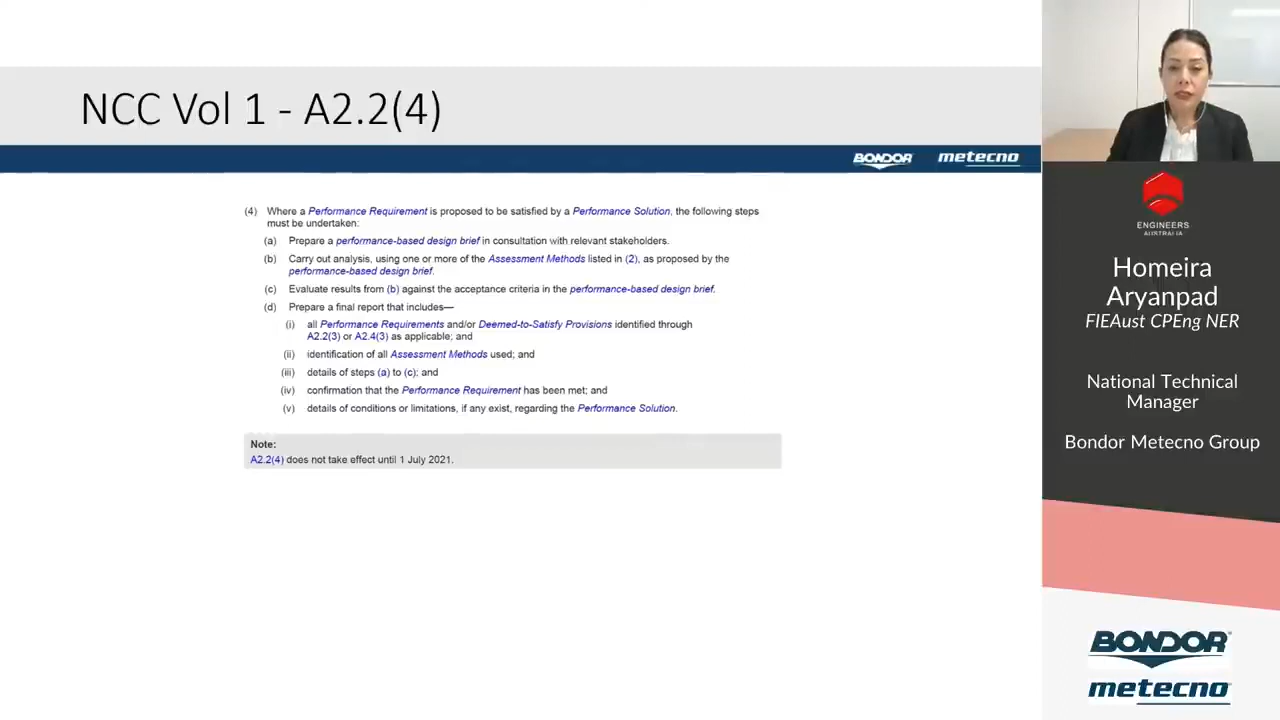 NCC Vol 1 - A2.2(4)
BONDOR
metecno
(4) Where a Performance Requirement is proposed to be satisfied by a Performance Solution, the following steps
must be undertaken:
(a) Prepare a performance-based design brief in consultation with relevant stakeholders.
(b) Carry out analysis, using one or more of the Assessment Methods listed in (2), as proposed by the
performance-based design brief.
(c) Evaluate results from (b) against the acceptance criteria in the performance-based design brief.
(d) Prepare a final report that includes—
(i) all Performance Requirements and/or Deemed-to-Satisfy Provisions identified through
A2.2(3) or A2.4(3) as applicable; and
(ii) identification of all Assessment Methods used; and
(iii) details of steps (a) to (c); and
(iv) confirmation that the Performance Requirement has been met; and
(v) details of conditions or limitations, if any exist, regarding the Performance Solution.
Note:
A2.2(4) does not take effect until 1 July 2021.
ENGINEERS
AUSTRALIA
Homeira
Aryanpad
FIEAust CPEng NER
National Technical
Manager
Bondor Metecno Group
BONDOR
metecno